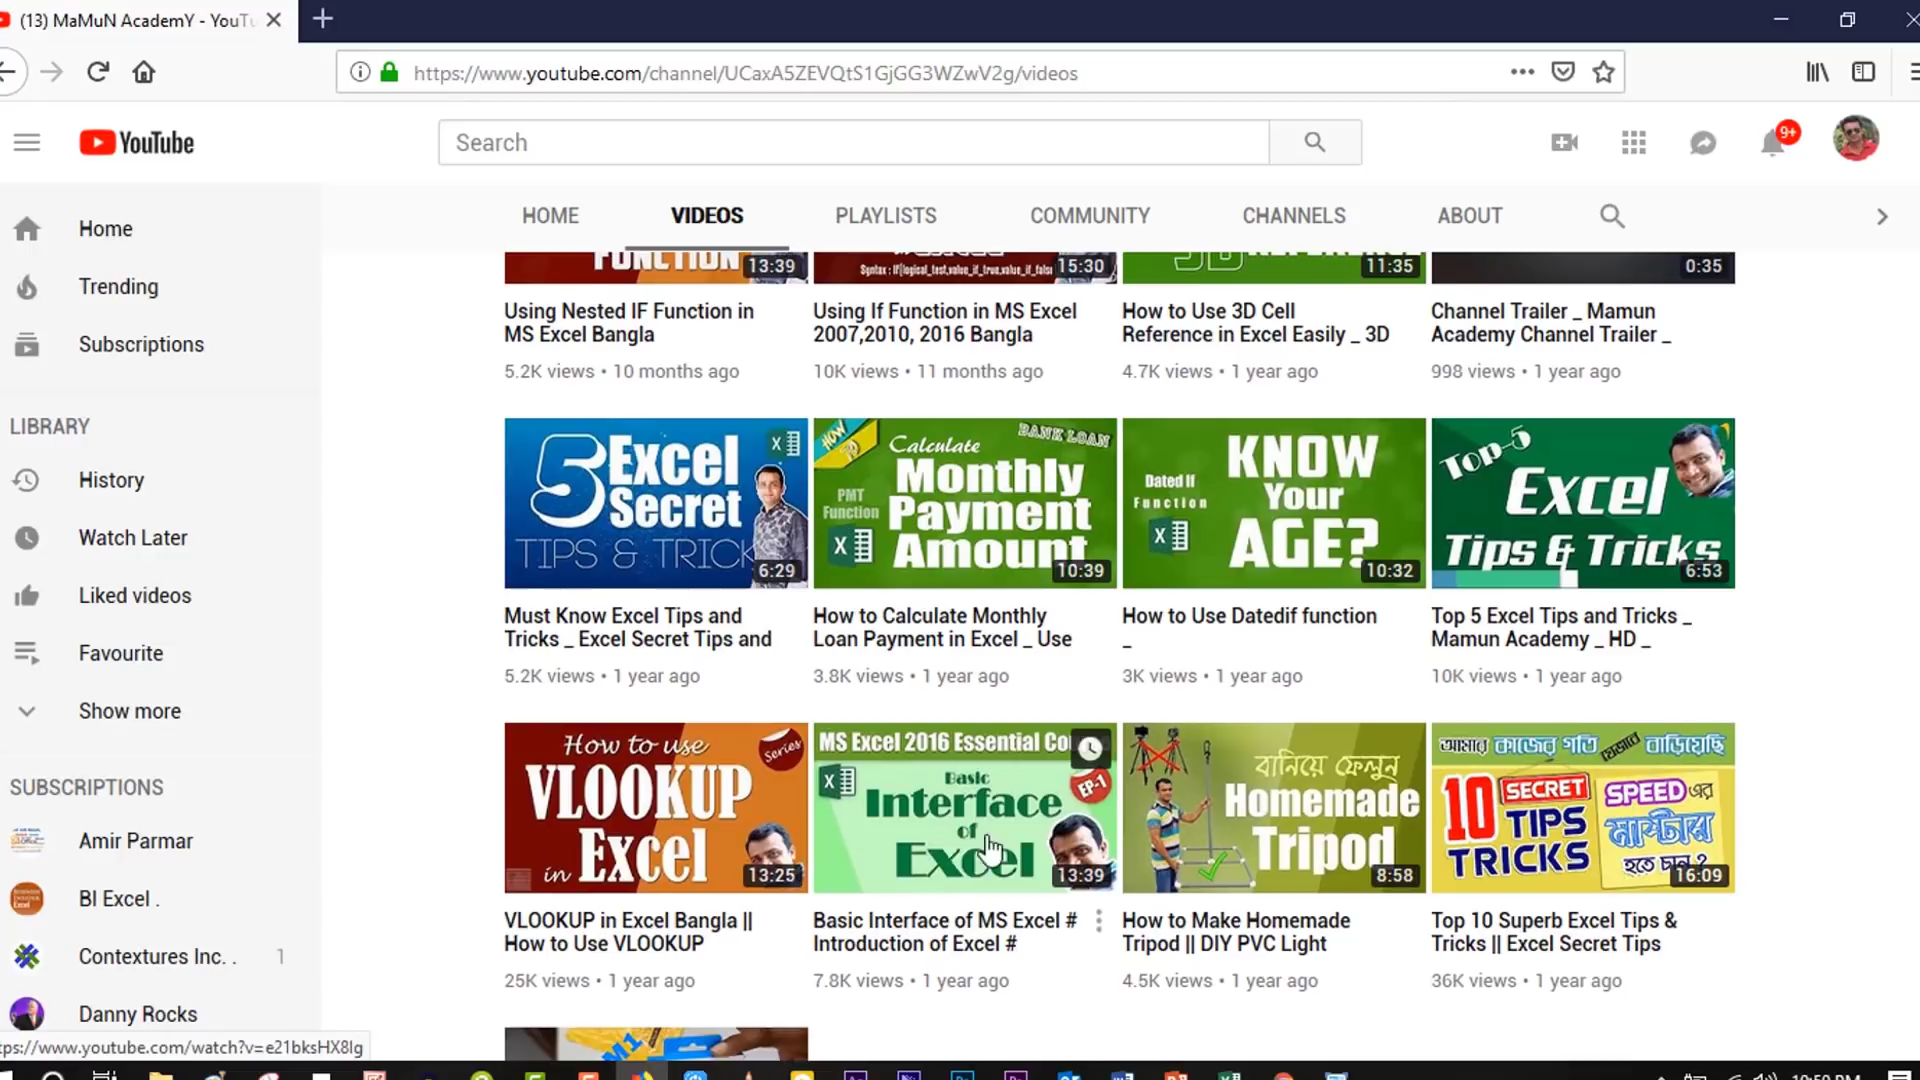 (13) MaMuN AcademY - YouTu
https://www.youtube.com/channel/UCaxA5ZEVQtS1GjGG3WZwV2g/videos
YouTube
Search
9+
Home
Trending
Subscriptions
LIBRARY
History
Watch Later
Liked videos
Favourite
Show more
SUBSCRIPTIONS
Amir Parmar
BI Excel .
Contextures Inc. . 1
Danny Rocks
HOME VIDEOS PLAYLISTS COMMUNITY CHANNELS ABOUT
FUNCTION 13:39
Syntax : IF(logical_test,value_if_true,value_if_false 15:30
11:35
0:35
Using Nested IF Function in
MS Excel Bangla
5.2K views • 10 months ago
Using If Function in MS Excel
2007,2010, 2016 Bangla
10K views • 11 months ago
How to Use 3D Cell
Reference in Excel Easily _ 3D
4.7K views • 1 year ago
Channel Trailer _ Mamun
Academy Channel Trailer _
998 views • 1 year ago
5 Excel
Secret
TIPS & TRICK
6:29
HOW
Calculate
BANK LOAN
Monthly
PMT
Function
Payment
Amount
10:39
KNOW
Dated If
Function
Your
AGE?
10:32
Top-5
Excel
Tips & Tricks
6:53
Must Know Excel Tips and
Tricks _ Excel Secret Tips and
5.2K views • 1 year ago
How to Calculate Monthly
Loan Payment in Excel _ Use
3.8K views • 1 year ago
How to Use Datedif function
_
3K views • 1 year ago
Top 5 Excel Tips and Tricks _
Mamun Academy _ HD _
10K views • 1 year ago
How to use
Series
VLOOKUP
in Excel
13:25
MS Excel 2016 Essential Co
Basic
EP-1
Interface
of
Excel
13:39
বানিয়ে ফেলুন
Homemade
Tripod
8:58
আমার কাজের গতি যেভাবে বাড়িয়েছি
10 SECRET
TIPS
TRICKS
SPEED এর
মাস্টার
হতে চান ?
16:09
VLOOKUP in Excel Bangla ||
How to Use VLOOKUP
25K views • 1 year ago
Basic Interface of MS Excel #
Introduction of Excel #
7.8K views • 1 year ago
How to Make Homemade
Tripod || DIY PVC Light
4.5K views • 1 year ago
Top 10 Superb Excel Tips &
Tricks || Excel Secret Tips
36K views • 1 year ago
tps://www.youtube.com/watch?v=e21bksHX8lg
10:50 PM